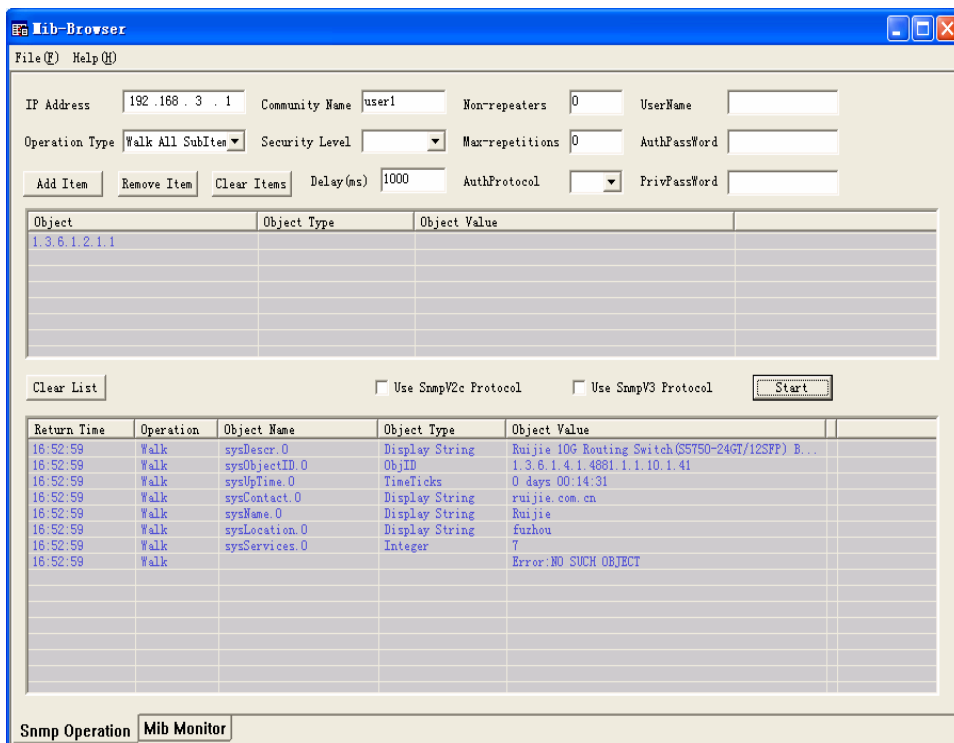 Mib-Browser
File(F) Help(H)
IP Address 192 .168 . 3 . 1 Community Name user1 Non-repeaters 0 UserName
Operation Type Walk All SubItem Security Level Max-repetitions 0 AuthPassWord
Add Item Remove Item Clear Items Delay(ms) 1000 AuthProtocol PrivPassWord
Object Object Type Object Value
1.3.6.1.2.1.1
Clear List Use SnmpV2c Protocol Use SnmpV3 Protocol Start
Return Time Operation Object Name Object Type Object Value
16:52:59 Walk sysDescr.0 Display String Ruijie 10G Routing Switch(S5750-24GT/12SFP) B...
16:52:59 Walk sysObjectID.0 ObjID 1.3.6.1.4.1.4881.1.1.10.1.41
16:52:59 Walk sysUpTime.0 TimeTicks 0 days 00:14:31
16:52:59 Walk sysContact.0 Display String ruijie.com.cn
16:52:59 Walk sysName.0 Display String Ruijie
16:52:59 Walk sysLocation.0 Display String fuzhou
16:52:59 Walk sysServices.0 Integer 7
16:52:59 Walk Error:NO SUCH OBJECT
Snmp Operation Mib Monitor